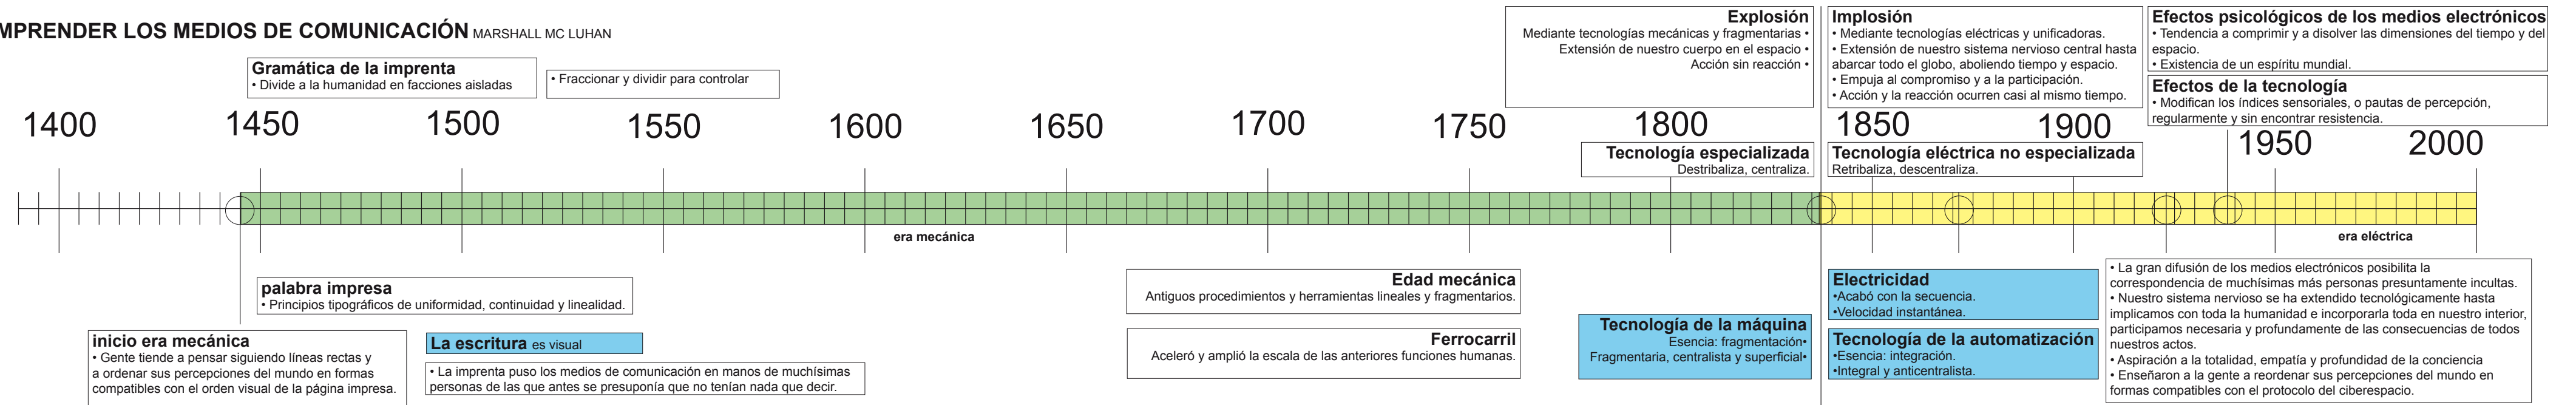 MPRENDER LOS MEDIOS DE COMUNICACIÓN MARSHALL MC LUHAN
Gramática de la imprenta
• Divide a la humanidad en facciones aisladas
• Fraccionar y dividir para controlar
Explosión
Mediante tecnologías mecánicas y fragmentarias •
Extensión de nuestro cuerpo en el espacio •
Acción sin reacción •
Implosión
• Mediante tecnologías eléctricas y unificadoras.
• Extensión de nuestro sistema nervioso central hasta
abarcar todo el globo, aboliendo tiempo y espacio.
• Empuja al compromiso y a la participación.
• Acción y la reacción ocurren casi al mismo tiempo.
Efectos psicológicos de los medios electrónicos
• Tendencia a comprimir y a disolver las dimensiones del tiempo y del
espacio.
• Existencia de un espíritu mundial.
Efectos de la tecnología
• Modifican los índices sensoriales, o pautas de percepción,
regularmente y sin encontrar resistencia.
1400
1450
1500
1550
1600
1650
1700
1750
1800
1850
1900
1950
2000
Tecnología especializada
Destribaliza, centraliza.
Tecnología eléctrica no especializada
Retribaliza, descentraliza.
era mecánica
era eléctrica
palabra impresa
• Principios tipográficos de uniformidad, continuidad y linealidad.
inicio era mecánica
• Gente tiende a pensar siguiendo líneas rectas y
a ordenar sus percepciones del mundo en formas
compatibles con el orden visual de la página impresa.
La escritura es visual
• La imprenta puso los medios de comunicación en manos de muchísimas
personas de las que antes se presuponía que no tenían nada que decir.
Edad mecánica
Antiguos procedimientos y herramientas lineales y fragmentarios.
Ferrocarril
Aceleró y amplió la escala de las anteriores funciones humanas.
Tecnología de la máquina
Esencia: fragmentación•
Fragmentaria, centralista y superficial•
Electricidad
•Acabó con la secuencia.
•Velocidad instantánea.
Tecnología de la automatización
•Esencia: integración.
•Integral y anticentralista.
• La gran difusión de los medios electrónicos posibilita la
correspondencia de muchísimas más personas presuntamente incultas.
• Nuestro sistema nervioso se ha extendido tecnológicamente hasta
implicamos con toda la humanidad e incorporarla toda en nuestro interior,
participamos necesaria y profundamente de las consecuencias de todos
nuestros actos.
• Aspiración a la totalidad, empatía y profundidad de la conciencia
• Enseñaron a la gente a reordenar sus percepciones del mundo en
formas compatibles con el protocolo del ciberespacio.